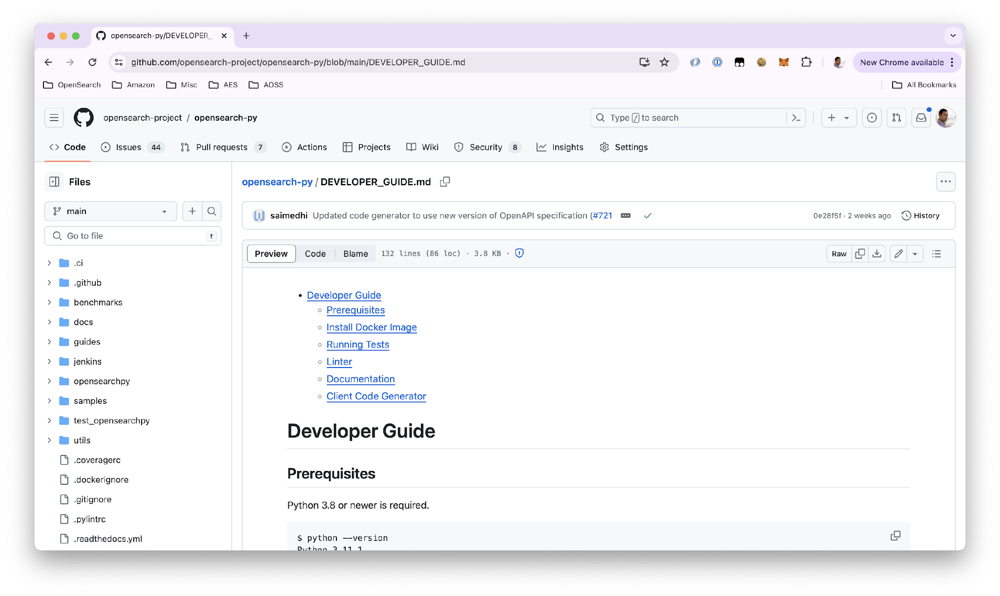 opensearch-py/DEVELOPER_
github.com/opensearch-project/opensearch-py/blob/main/DEVELOPER_GUIDE.md
New Chrome available
OpenSearch Amazon Misc AES AOSS All Bookmarks
opensearch-project / opensearch-py
Type / to search
Code Issues 44 Pull requests 7 Actions Projects Wiki Security 8 Insights Settings
Files
main
Go to file t
.ci
.github
benchmarks
docs
guides
jenkins
opensearchpy
samples
test_opensearchpy
utils
.coveragerc
.dockerignore
.gitignore
.pylintrc
.readthedocs.yml
opensearch-py / DEVELOPER_GUIDE.md
saimedhi Updated code generator to use new version of OpenAPI specification (#721 0e28f5f · 2 weeks ago History
Preview Code Blame 132 lines (86 loc) · 3.8 KB · Raw
Developer Guide
Prerequisites
Install Docker Image
Running Tests
Linter
Documentation
Client Code Generator
Developer Guide
Prerequisites
Python 3.8 or newer is required.
$ python --version
Python 3.11.1